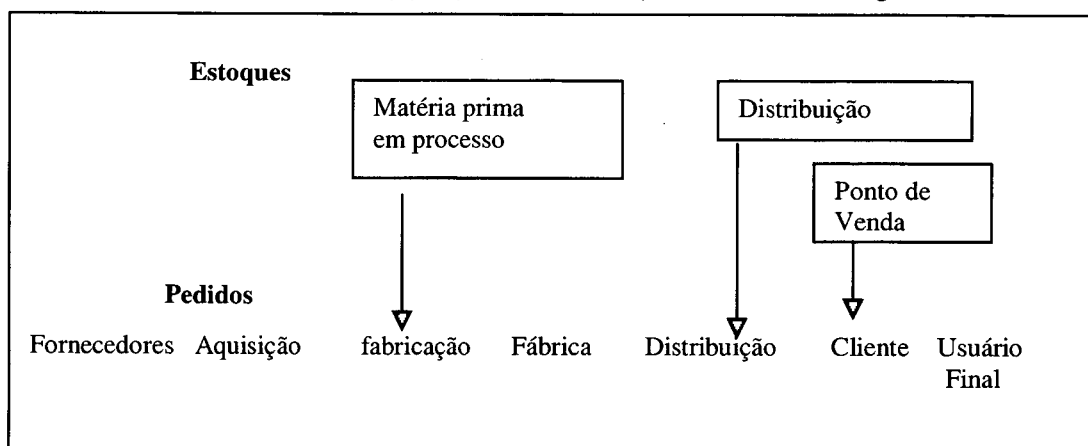 Estoques
Matéria prima
em processo
Distribuição
Ponto de
Venda
Pedidos
Fornecedores Aquisição fabricação Fábrica Distribuição Cliente Usuário
Final